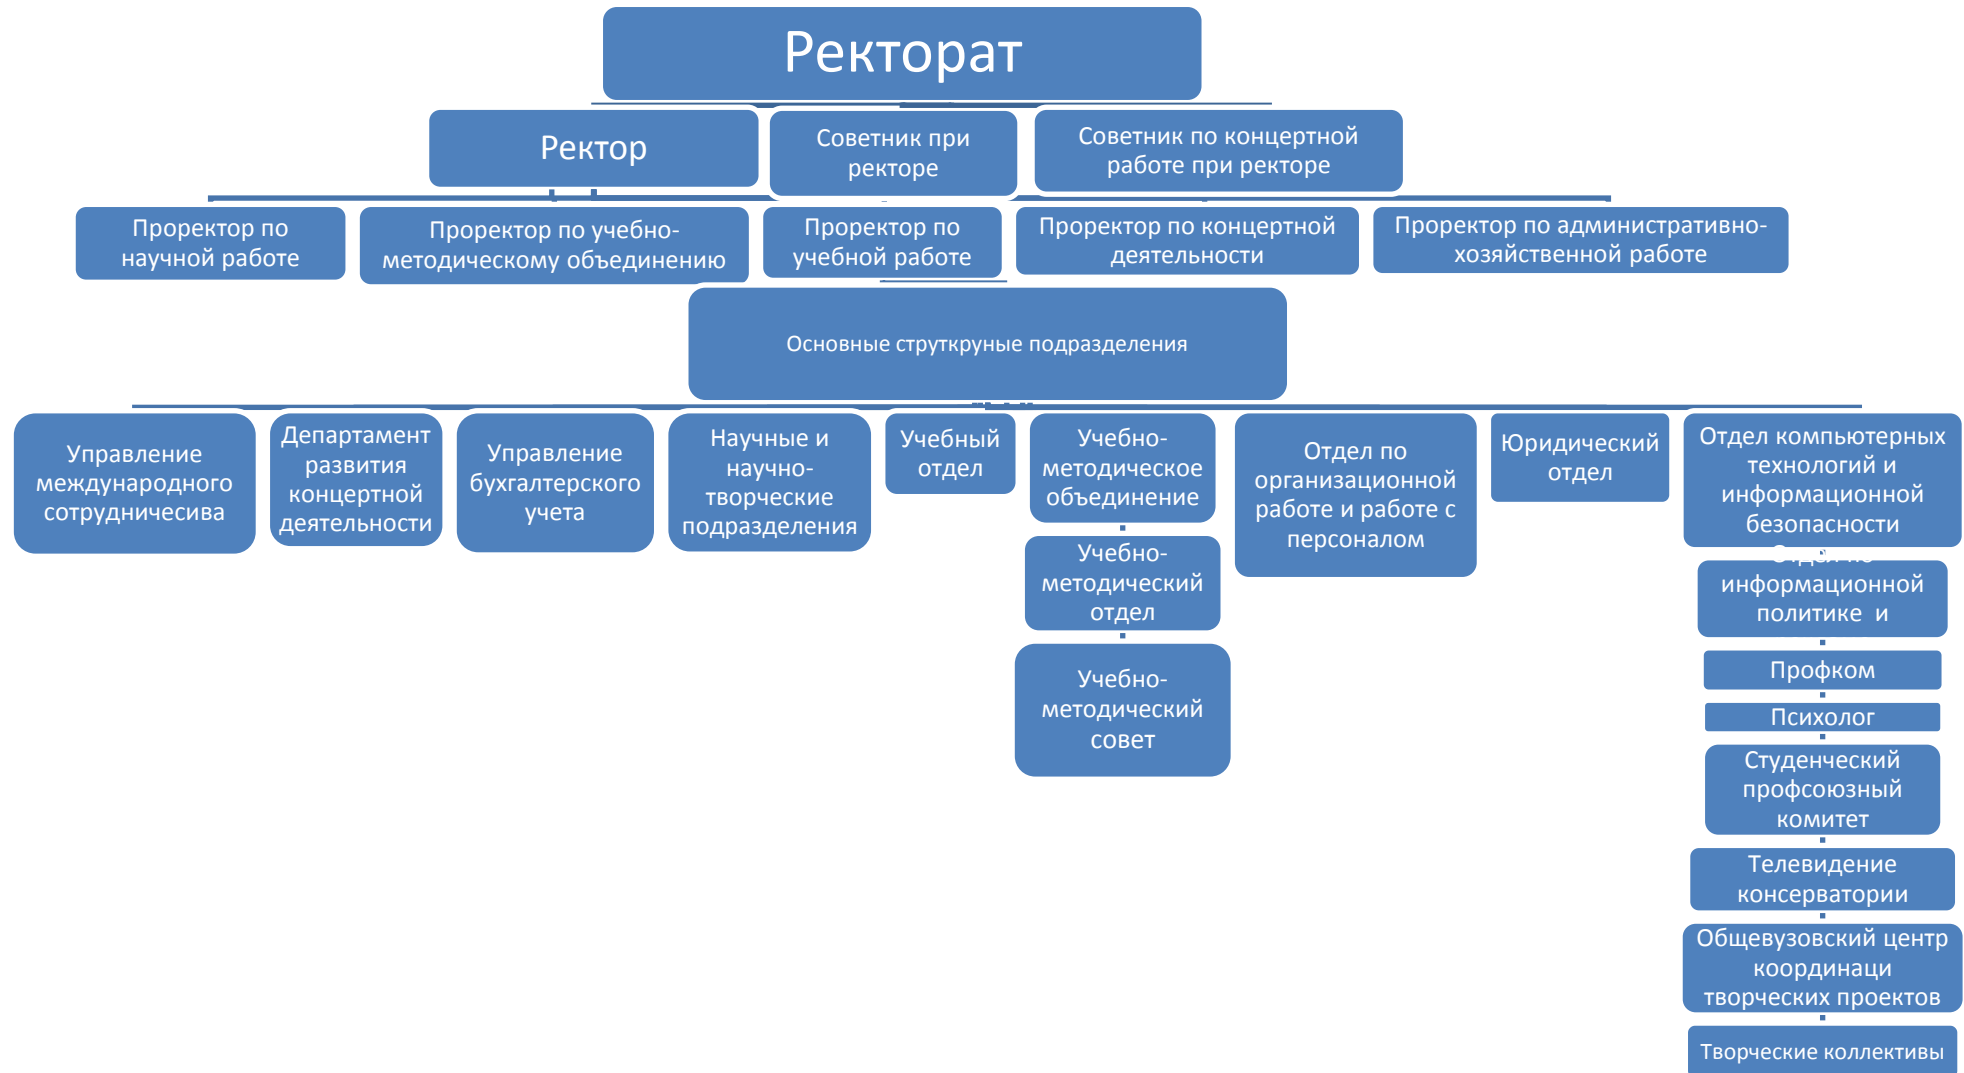 Ректорат
Ректор
Советник при
ректоре
Советник по концертной
работе при ректоре
Проректор по
научной работе
Проректор по учебно-
методическому объединению
Проректор по
учебной работе
Проректор по концертной
деятельности
Проректор по административно-
хозяйственной работе
Основные струткруные подразделения
Управление
международного
сотрудничесива
Департамент
развития
концертной
деятельности
Управление
бухгалтерского
учета
Научные и
научно-
творческие
подразделения
Учебный
отдел
Учебно-
методическое
объединение
Учебно-
методический
отдел
Учебно-
методический
совет
Отдел по
организационной
работе и работе с
персоналом
Юридический
отдел
Отдел компьютерных
технологий и
информационной
безопасности
Отдел по
информационной
политике и
Профком
Психолог
Студенческий
профсоюзный
комитет
Телевидение
консерватории
Общевузовский центр
координаци
творческих проектов
Творческие коллективы